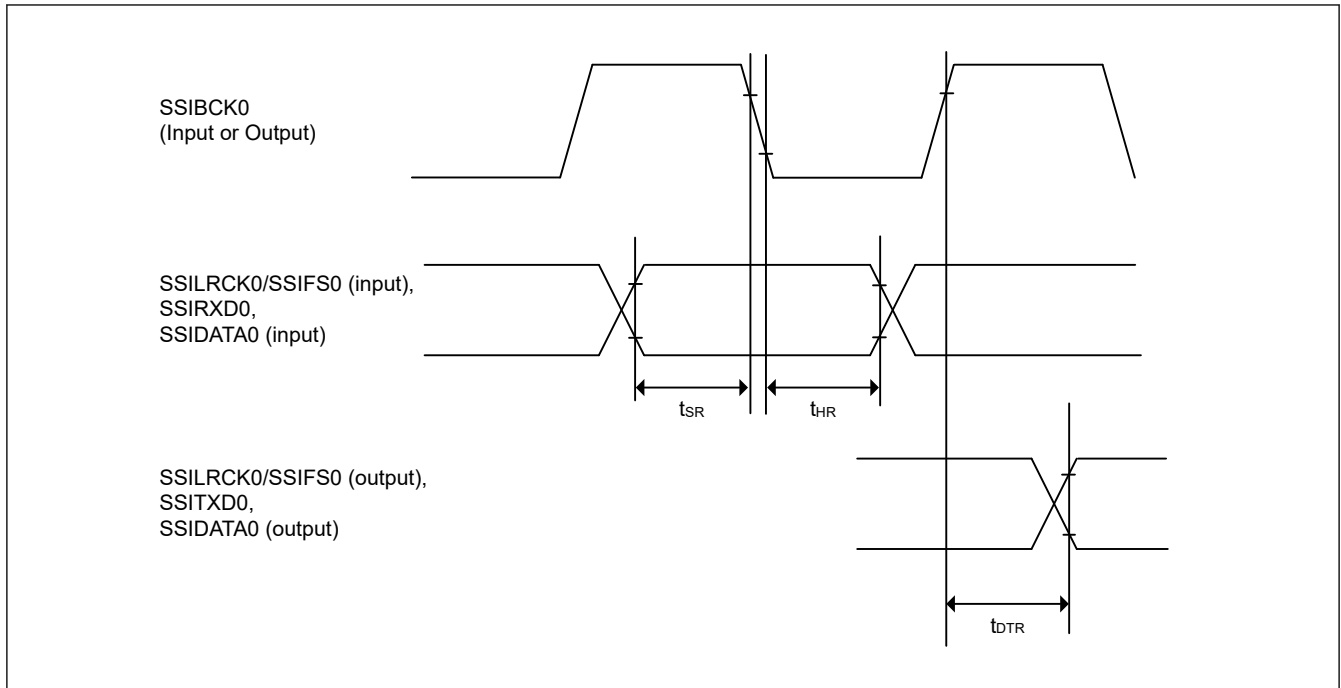 SSIBCK0
(Input or Output)
SSILRCK0/SSIFS0 (input),
SSIRXD0,
SSIDATA0 (input)
tSR
tHR
SSILRCK0/SSIFS0 (output),
SSITXD0,
SSIDATA0 (output)
tDTR